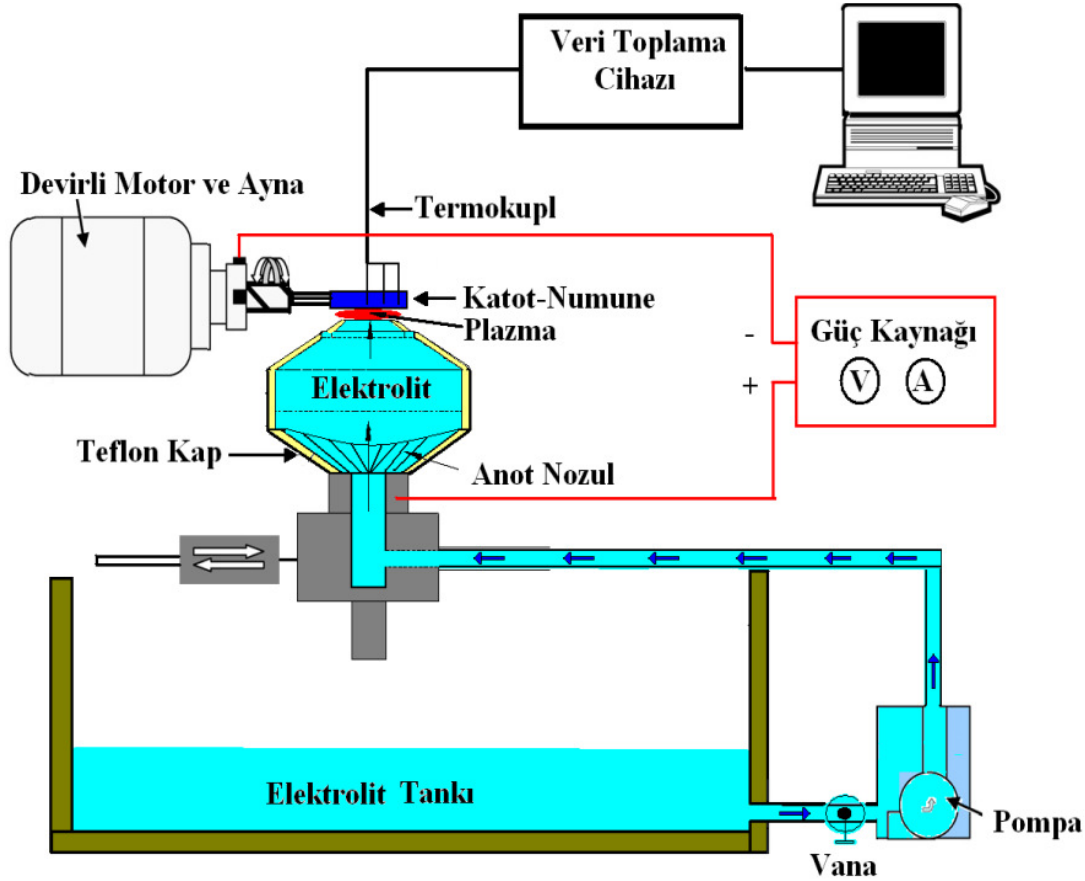 Veri Toplama
Cihazı
Devirli Motor ve Ayna
Termokupl
Katot-Numune
Plazma
Güç Kaynağı
-
+
V A
Elektrolit
Teflon Kap
Anot Nozul
Elektrolit Tankı
Pompa
Vana